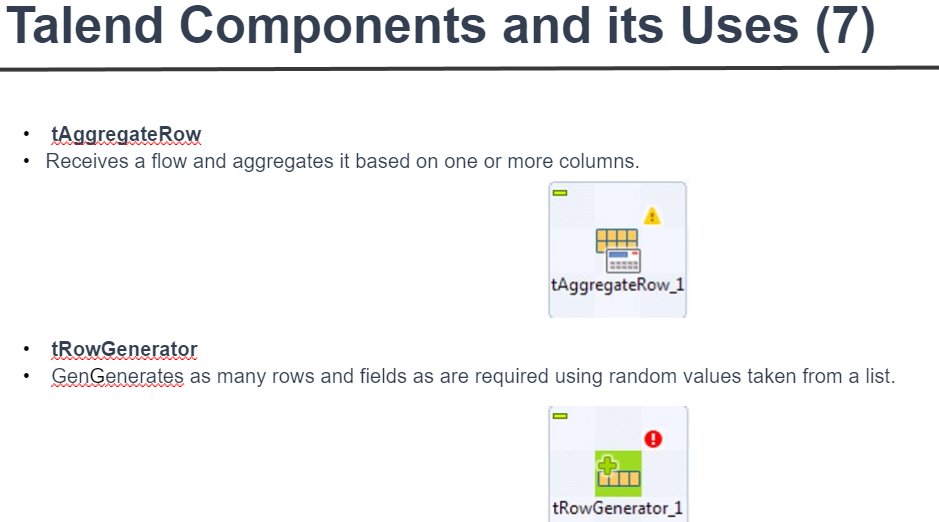 Talend Components and its Uses (7)
• tAggregateRow
• Receives a flow and aggregates it based on one or more columns.
tAggregateRow_1
• tRowGenerator
• GenGenerates as many rows and fields as are required using random values taken from a list.
tRowGenerator_1